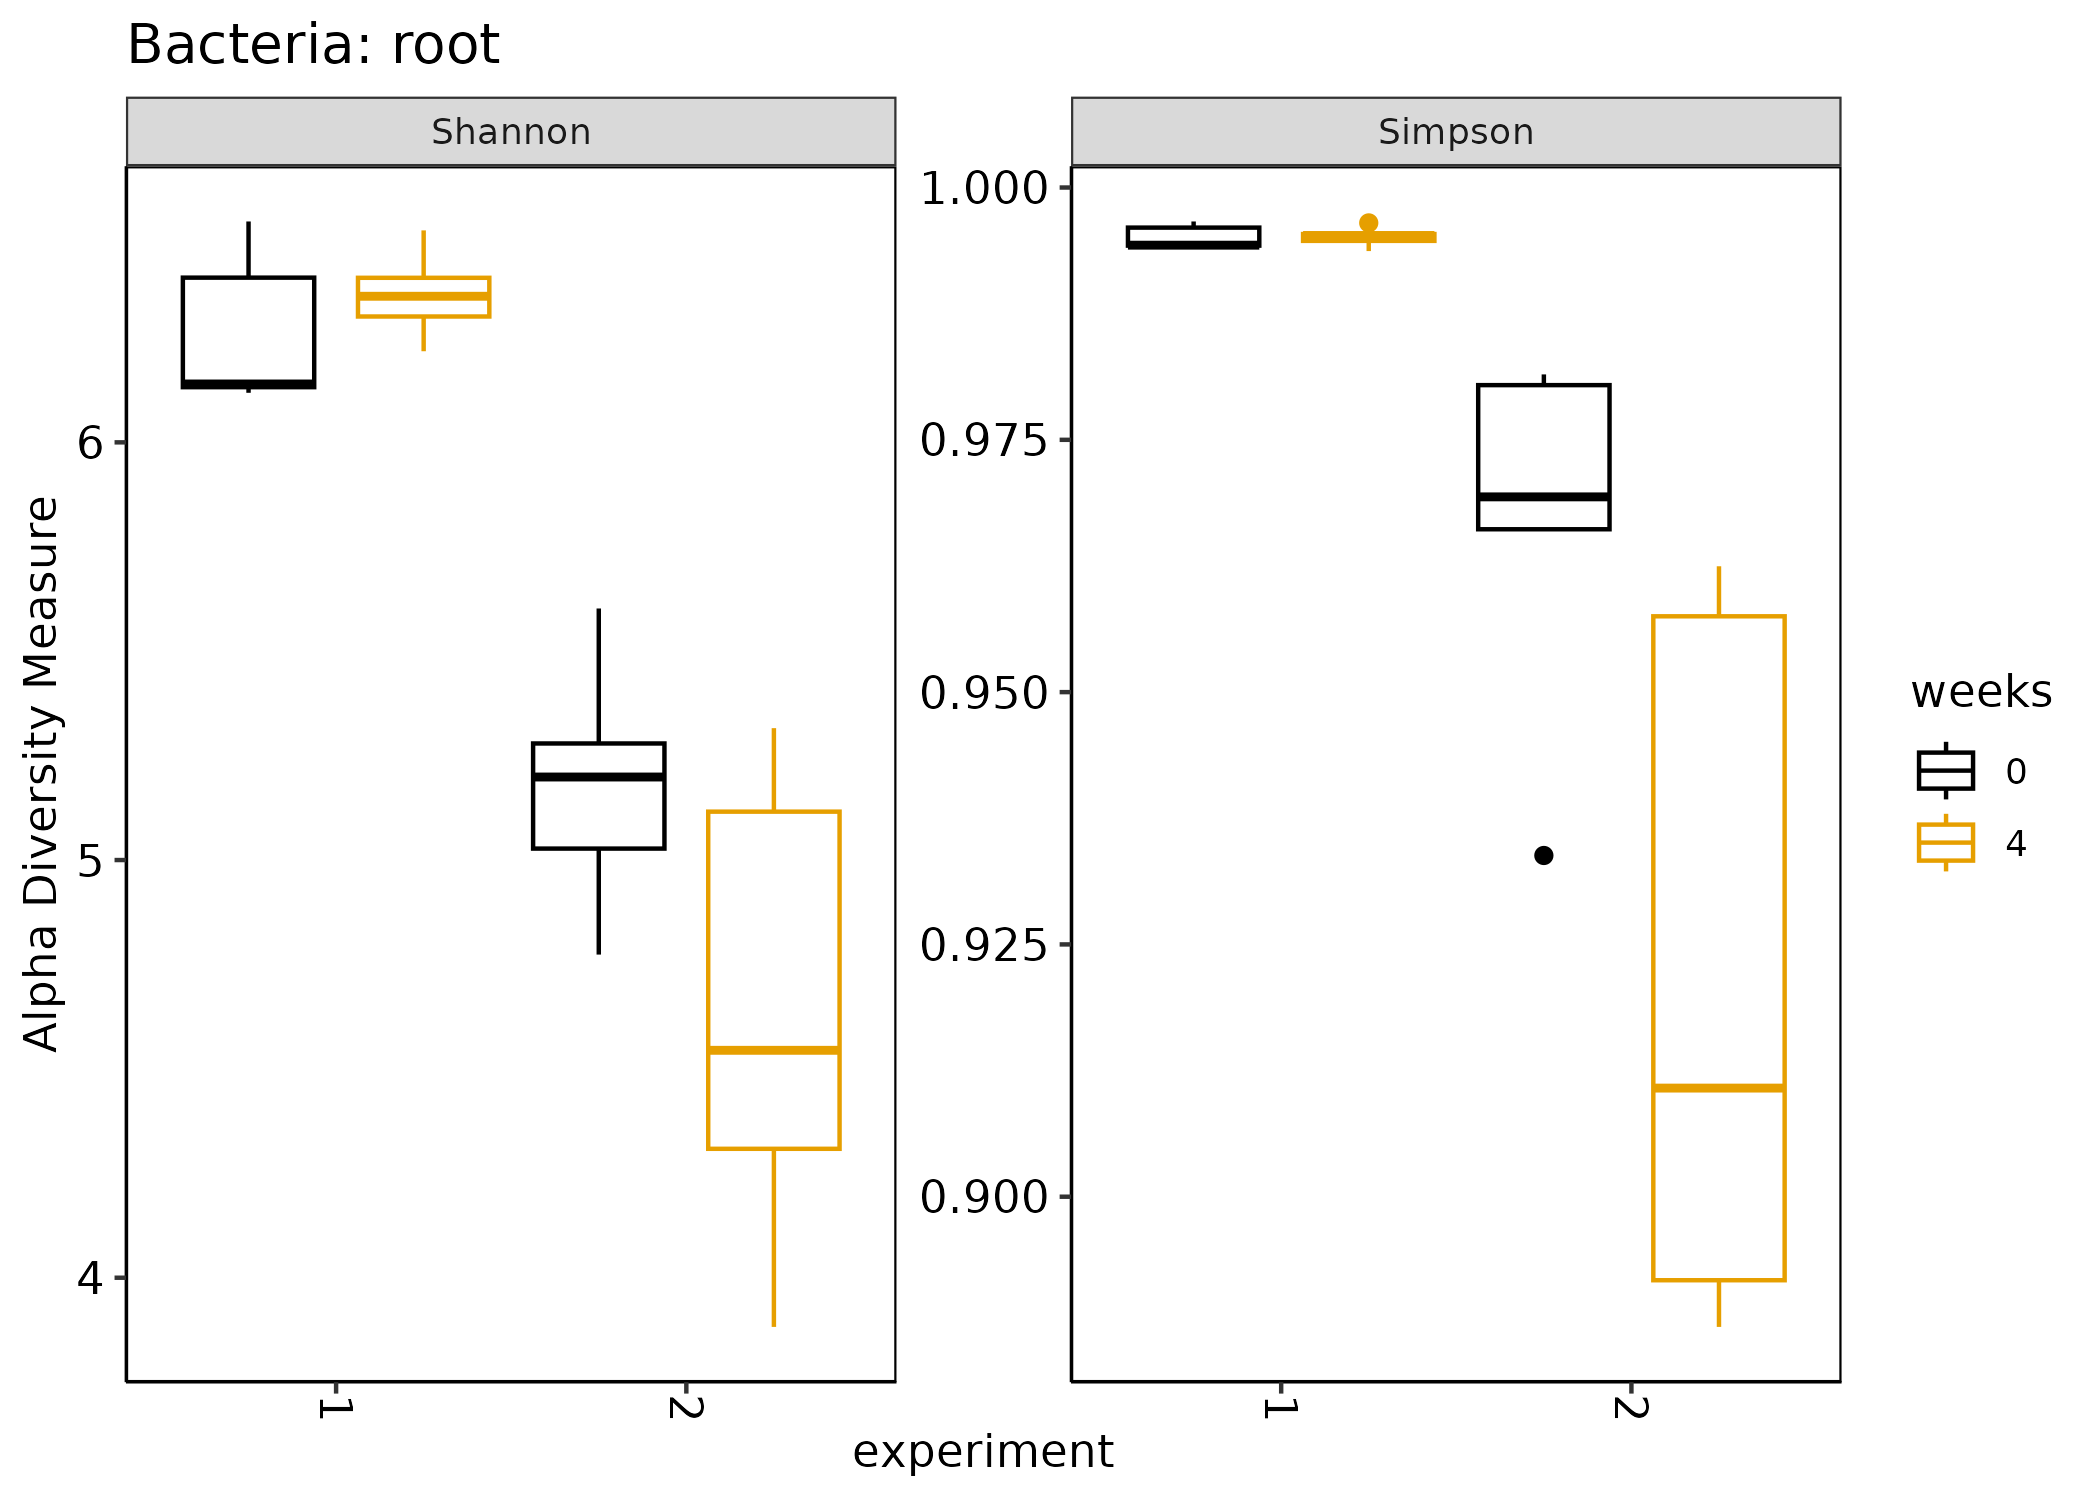 Bacteria: root
Shannon
Simpson
Alpha Diversity Measure
6
5
4
1.000
0.975
0.950
0.925
0.900
1
2
1
2
experiment
weeks
0
4